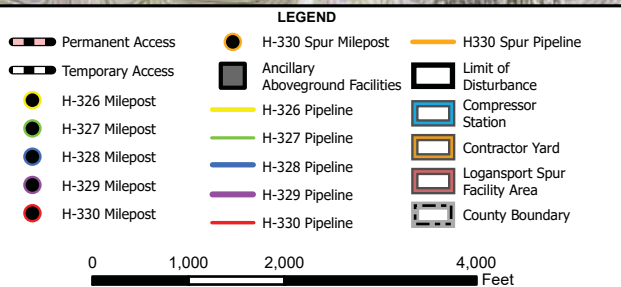 LEGEND
Permanent Access
Temporary Access
H-326 Milepost
H-327 Milepost
H-328 Milepost
H-329 Milepost
H-330 Milepost
H-330 Spur Milepost
Ancillary
Aboveground Facilities
H-326 Pipeline
H-327 Pipeline
H-328 Pipeline
H-329 Pipeline
H-330 Pipeline
H330 Spur Pipeline
Limit of
Disturbance
Compressor
Station
Contractor Yard
Logansport Spur
Facility Area
County Boundary
0 1,000 2,000 4,000
Feet